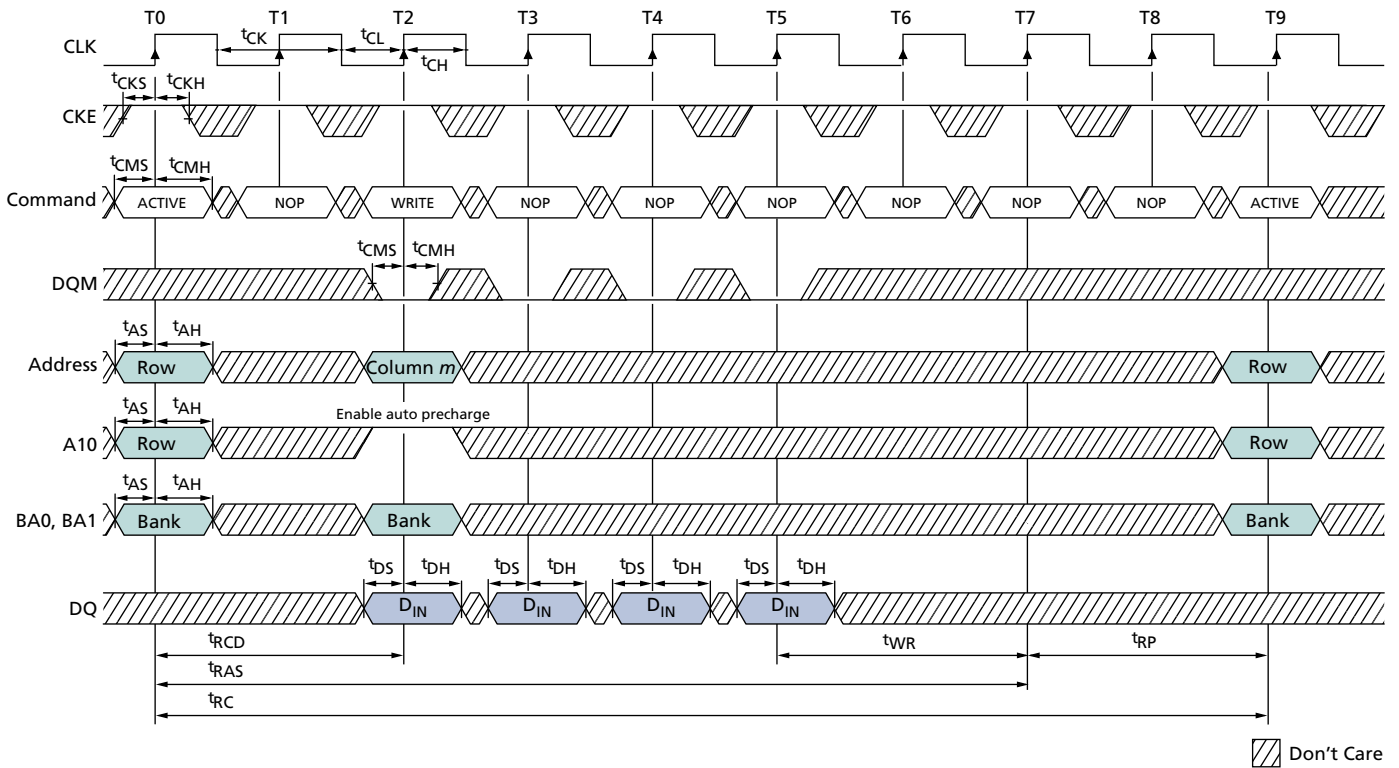 T0 T1 T2 T3 T4 T5 T6 T7 T8 T9
CLK
tCK tCL
tCH
tCKS tCKH
CKE
tCMS tCMH
Command ACTIVE NOP WRITE NOP NOP NOP NOP NOP NOP ACTIVE
tCMS tCMH
DQM
tAS tAH
Address Row Column m Row
tAS tAH
Enable auto precharge
A10 Row Row
tAS tAH
BA0, BA1 Bank Bank Bank
tDS tDH tDS tDH tDS tDH tDS tDH
DQ DIN DIN DIN DIN
tRCD tWR tRP
tRAS
tRC
Don't Care